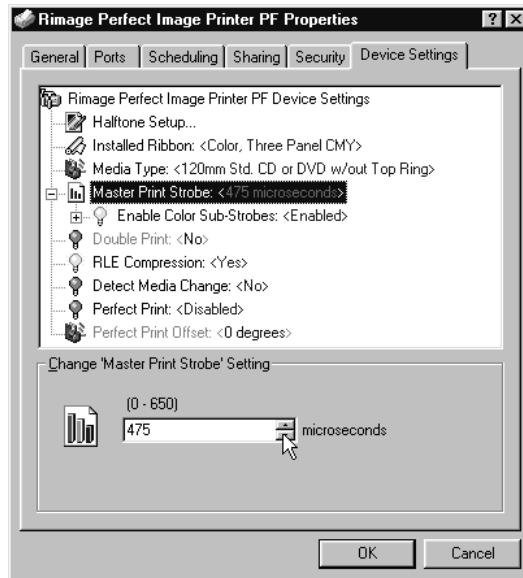 Rimage Perfect Image Printer PF Properties
General Ports Scheduling Sharing Security Device Settings
Rimage Perfect Image Printer PF Device Settings
Halftone Setup...
Installed Ribbon: <Color, Three Panel CMY>
Media Type: <120mm Std. CD or DVD w/out Top Ring>
Master Print Strobe: <475 microseconds>
Enable Color Sub-Strobes: <Enabled>
Double Print: <No>
RLE Compression: <Yes>
Detect Media Change: <No>
Perfect Print: <Disabled>
Perfect Print Offset: <0 degrees>
Change 'Master Print Strobe' Setting
(0 - 650)
475 microseconds
OK Cancel